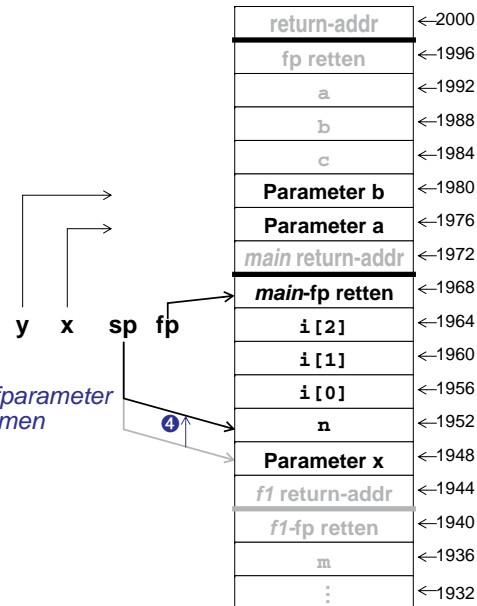 return-addr ←2000
fp retten ←1996
a ←1992
b ←1988
c ←1984
Parameter b ←1980
Parameter a ←1976
main return-addr ←1972
main-fp retten ←1968
y x sp fp
i[2] ←1964
i[1] ←1960
i[0] ←1956
fparameter
men
❹
n ←1952
Parameter x ←1948
f1 return-addr ←1944
f1-fp retten ←1940
m ←1936
⋮ ←1932